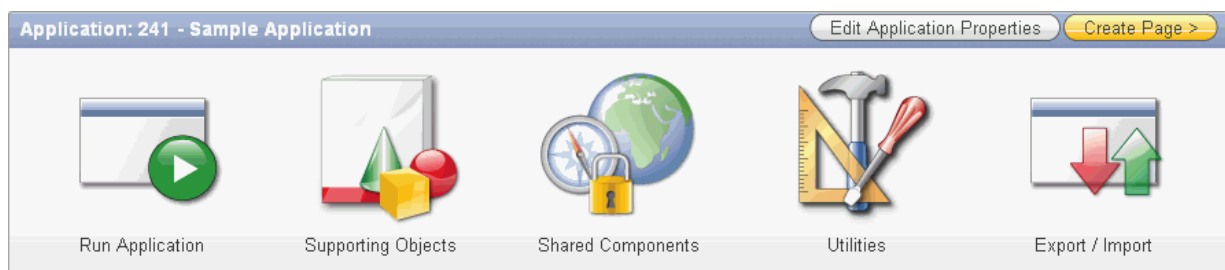 Application: 241 - Sample Application
Edit Application Properties
Create Page >
Run Application
Supporting Objects
Shared Components
Utilities
Export / Import